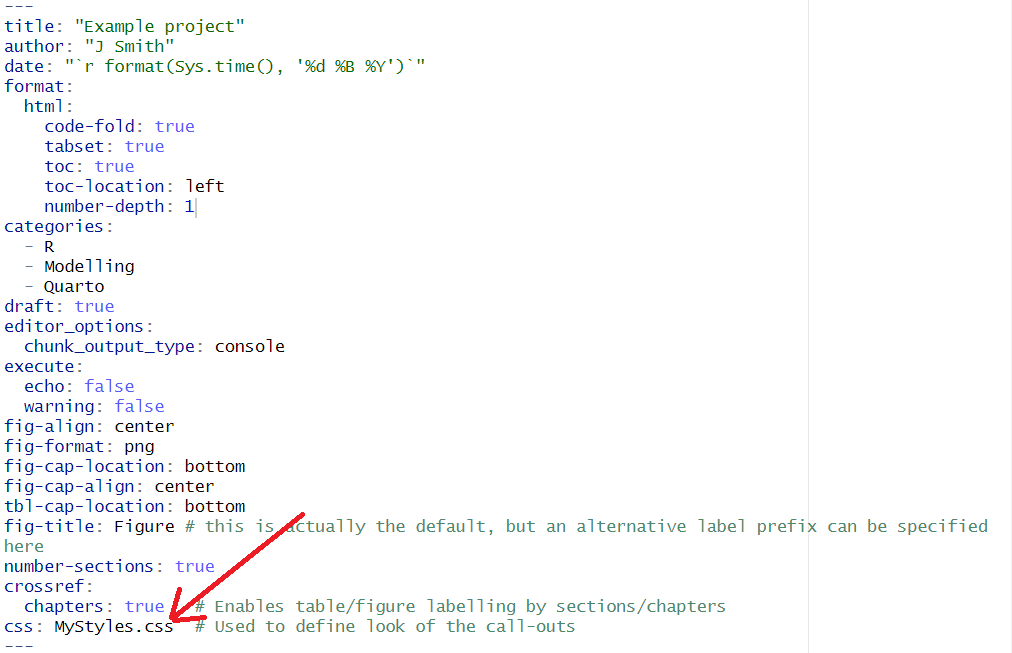 ---
title: "Example project"
author: "J Smith"
date: "`r format(Sys.time(), '%d %B %Y')`"
format:
  html:
    code-fold: true
    tabset: true
    toc: true
    toc-location: left
    number-depth: 1
categories:
  - R
  - Modelling
  - Quarto
draft: true
editor_options:
  chunk_output_type: console
execute:
  echo: false
  warning: false
fig-align: center
fig-format: png
fig-cap-location: bottom
fig-cap-align: center
tbl-cap-location: bottom
fig-title: Figure # this is actually the default, but an alternative label prefix can be specified
here
number-sections: true
crossref:
  chapters: true   # Enables table/figure labelling by sections/chapters
css: MyStyles.css  # Used to define look of the call-outs
---